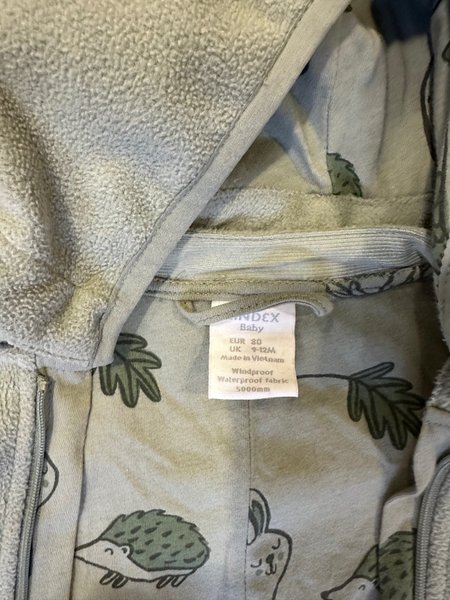 Baby
EUR 80
UK 9-12M
Made in Vietnam
Windproof
Waterproof fabric
5000mm